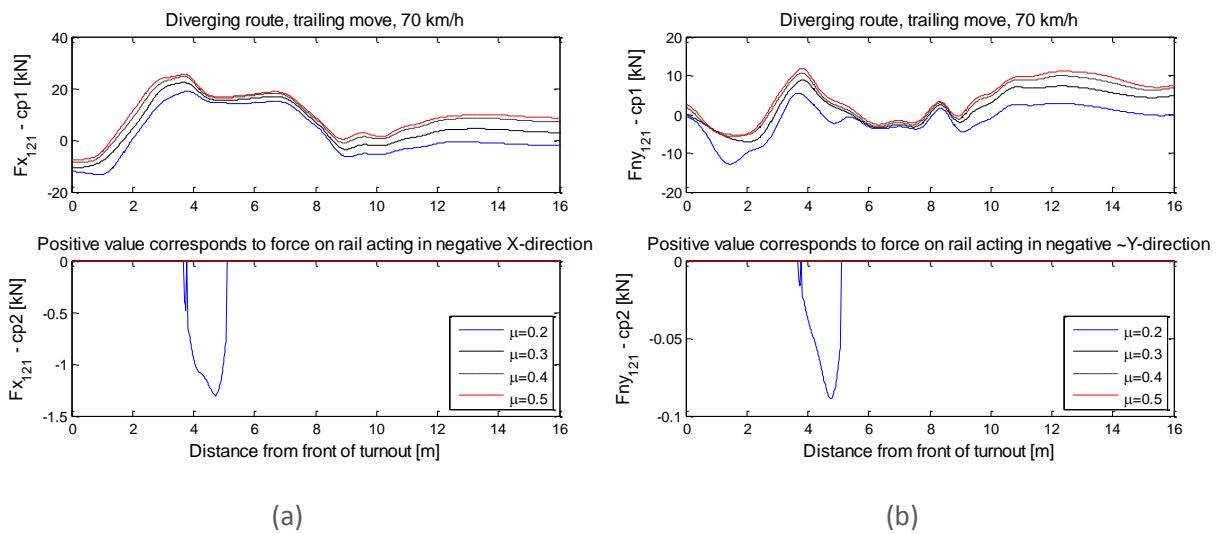 Diverging route, trailing move, 70 km/h
Fx121 - cp1 [kN]
40
20
0
-20
0 2 4 6 8 10 12 14 16
Positive value corresponds to force on rail acting in negative X-direction
Fx121 - cp2 [kN]
0
-0.5
-1
-1.5
μ=0.2
μ=0.3
μ=0.4
μ=0.5
0 2 4 6 8 10 12 14 16
Distance from front of turnout [m]
(a)
Diverging route, trailing move, 70 km/h
Fny121 - cp1 [kN]
20
10
0
-10
-20
0 2 4 6 8 10 12 14 16
Positive value corresponds to force on rail acting in negative ~Y-direction
Fny121 - cp2 [kN]
0
-0.05
-0.1
μ=0.2
μ=0.3
μ=0.4
μ=0.5
0 2 4 6 8 10 12 14 16
Distance from front of turnout [m]
(b)